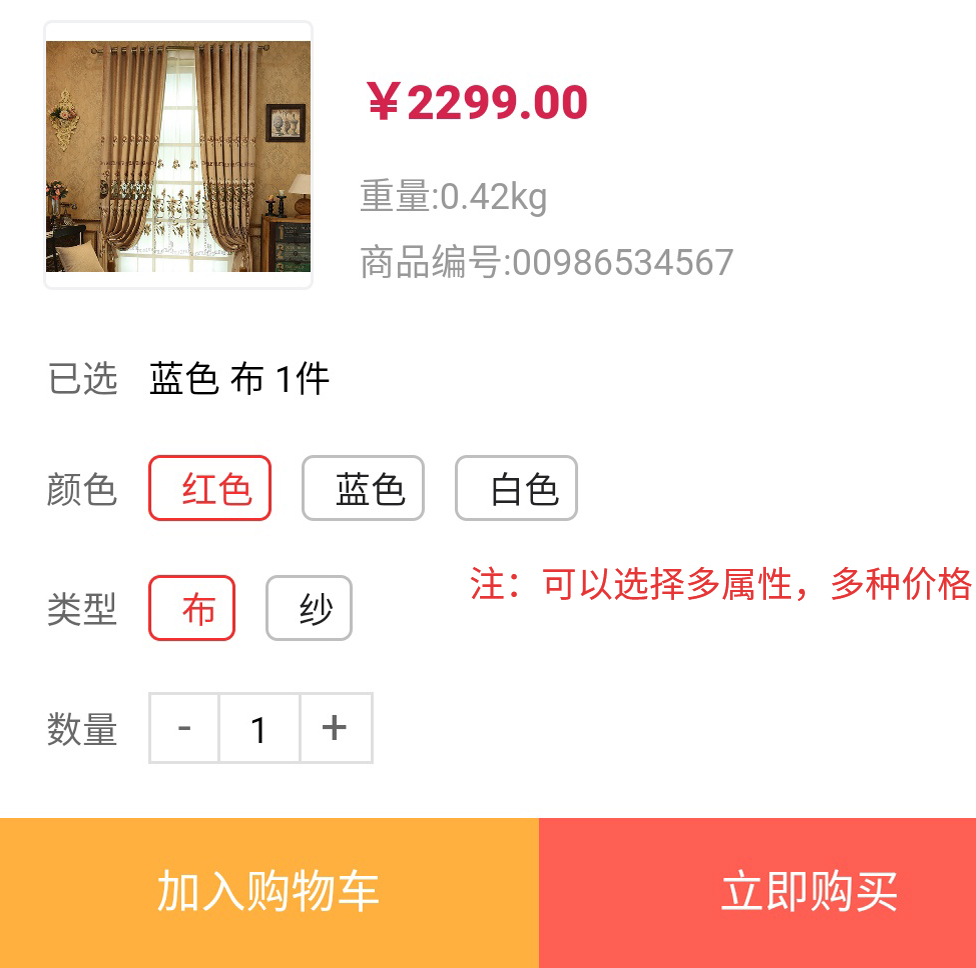 ￥2299.00
重量:0.42kg
商品编号:00986534567
已选 蓝色 布 1件
颜色 红色 蓝色 白色
注：可以选择多属性，多种价格
类型 布 纱
数量 - 1 +
加入购物车 立即购买